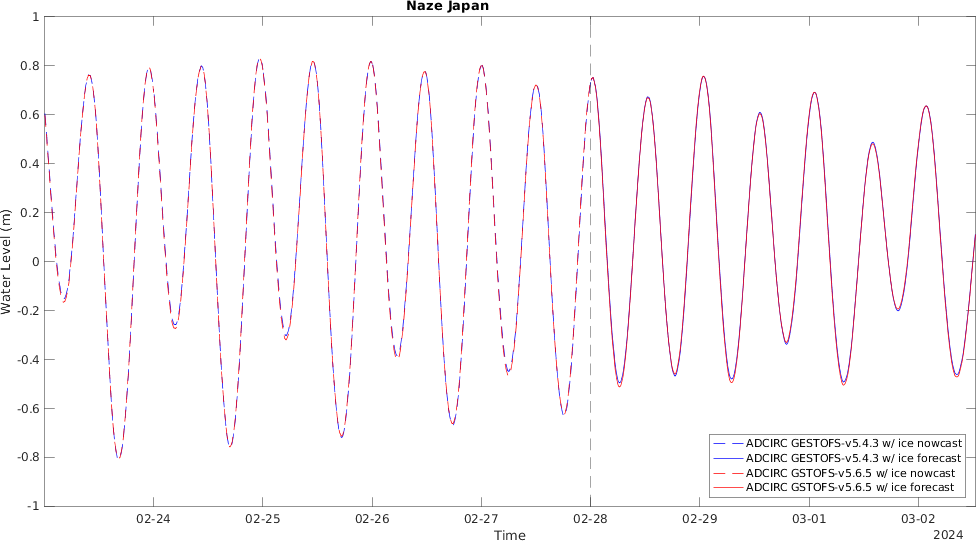 Naze Japan
1
0.8
0.6
0.4
0.2
0
-0.2
-0.4
-0.6
-0.8
-1
Water Level (m)
ADCIRC GESTOFS-v5.4.3 w/ ice nowcast
ADCIRC GESTOFS-v5.4.3 w/ ice forecast
ADCIRC GSTOFS-v5.6.5 w/ ice nowcast
ADCIRC GSTOFS-v5.6.5 w/ ice forecast
02-24 02-25 02-26 02-27 02-28 02-29 03-01 03-02
Time
2024